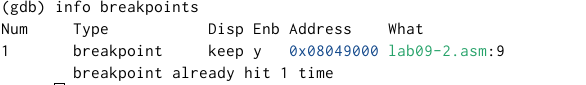 (gdb) info breakpoints
Num     Type           Disp Enb Address    What
1       breakpoint     keep y   0x08049000 lab09-2.asm:9
        breakpoint already hit 1 time